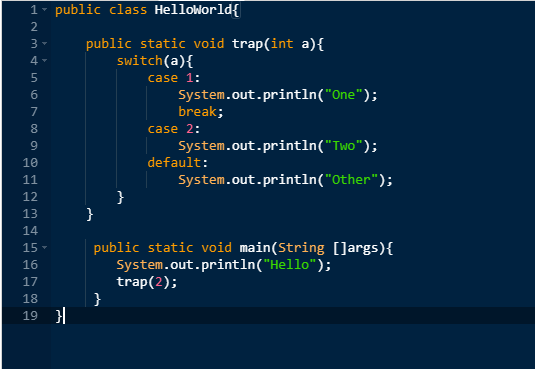 1 public class HelloWorld{
2
3     public static void trap(int a){
4         switch(a){
5             case 1:
6                 System.out.println("One");
7                 break;
8             case 2:
9                 System.out.println("Two");
10             default:
11                 System.out.println("Other");
12         }
13     }
14
15      public static void main(String []args){
16         System.out.println("Hello");
17         trap(2);
18      }
19 }